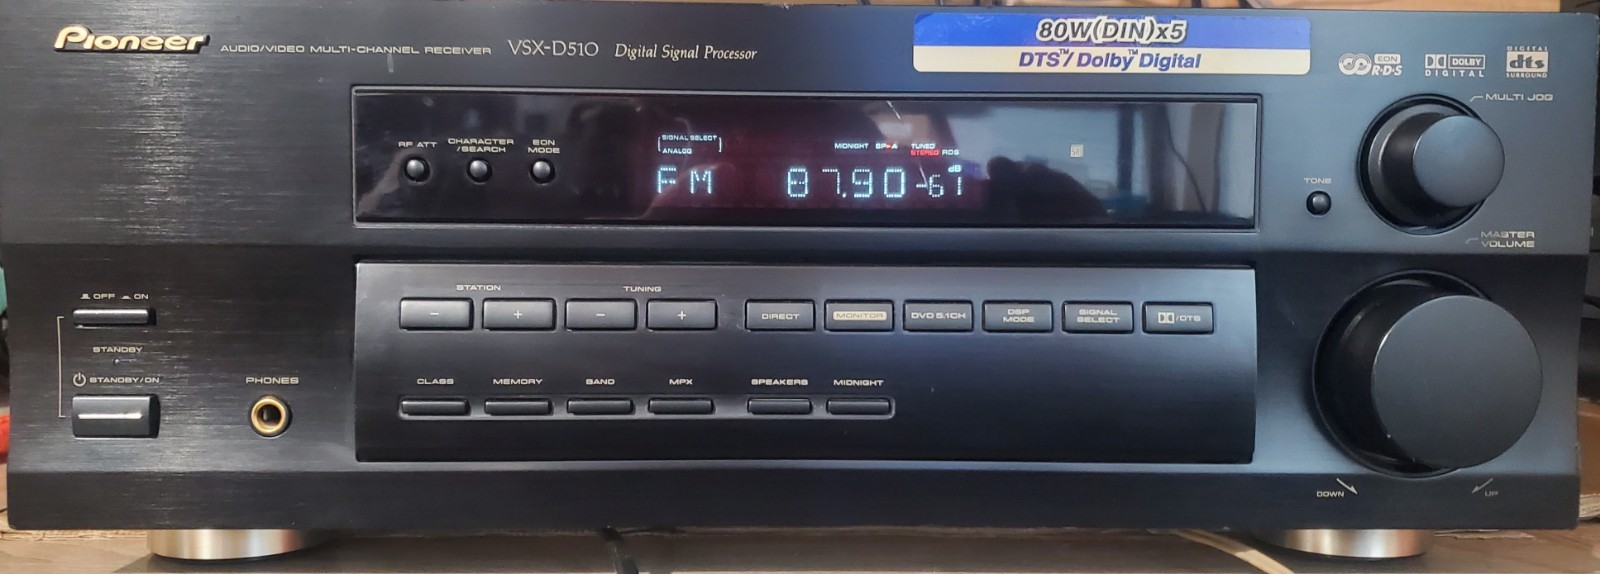 Pioneer AUDIO/VIDEO MULTI-CHANNEL RECEIVER VSX-D510 Digital Signal Processor
80W(DIN)x5
DTS™/Dolby™Digital
EON
R·D·S
DOLBY
DIGITAL
DIGITAL
dts
SURROUND
MULTI JOG
RF ATT
CHARACTER
/SEARCH
EON
MODE
SIGNAL SELECT
ANALOG
MIDNIGHT SP►A TUNED
STEREO RDS
FM 87.90 -61 dB
TONE
MASTER
VOLUME
OFF ON
STANDBY
STANDBY/ON
PHONES
STATION TUNING
− + − +
DIRECT
MONITOR
DVD 5.1CH
DSP
MODE
SIGNAL
SELECT
/DTS
CLASS MEMORY BAND MPX SPEAKERS MIDNIGHT
DOWN UP